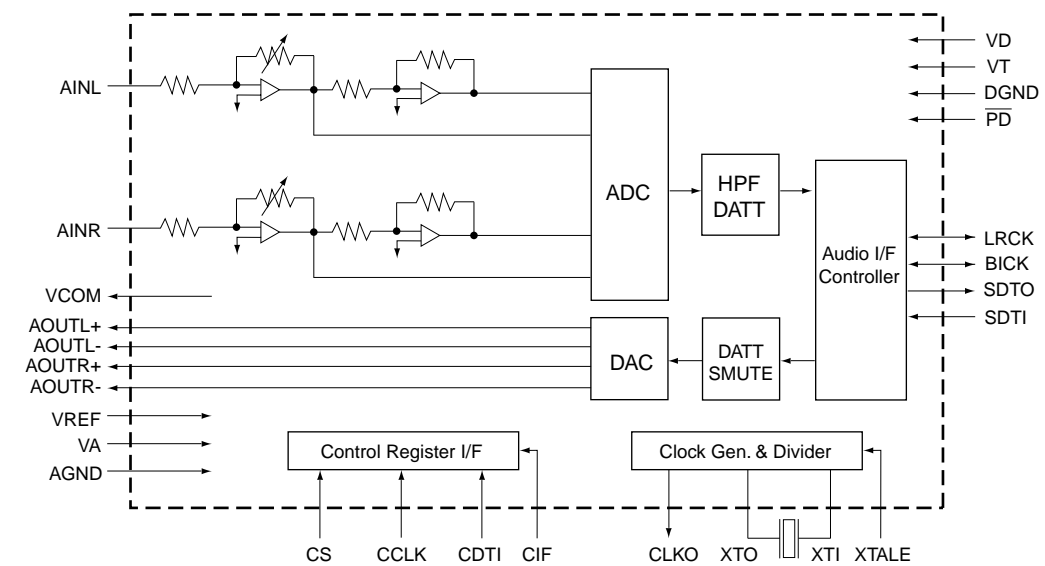 VD
VT
DGND
PD
AINL
ADC
HPF
DATT
AINR
Audio I/F
Controller
LRCK
BICK
SDTO
SDTI
VCOM
AOUTL+
AOUTL-
AOUTR+
AOUTR-
DAC
DATT
SMUTE
VREF
VA
AGND
Control Register I/F
Clock Gen. & Divider
CS
CCLK
CDTI
CIF
CLKO
XTO
XTI
XTALE